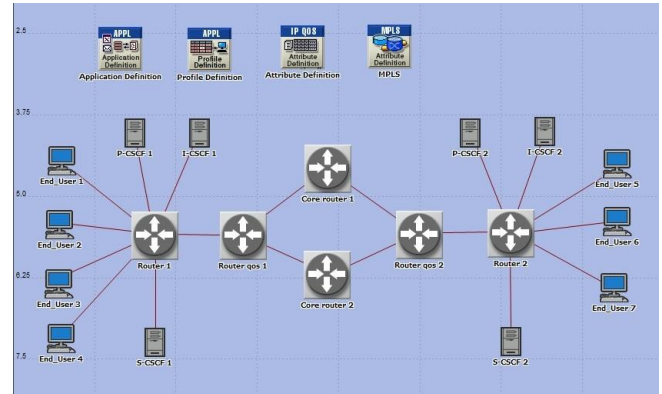 2.5
APPL
Application
Definition
Application Definition
APPL
Profile
Definition
Profile Definition
IP QOS
Attribute
Definition
Attribute Definition
MPLS
Attribute
Definition
MPLS
3.75
P-CSCF 1
I-CSCF 1
P-CSCF 2
I-CSCF 2
End_User 1
End_User 5
5.0
Core router 1
End_User 2
End_User 6
Router 1
Router qos 1
Router qos 2
Router 2
6.25
End_User 3
Core router 2
End_User 7
End_User 4
S-CSCF 1
S-CSCF 2
7.5